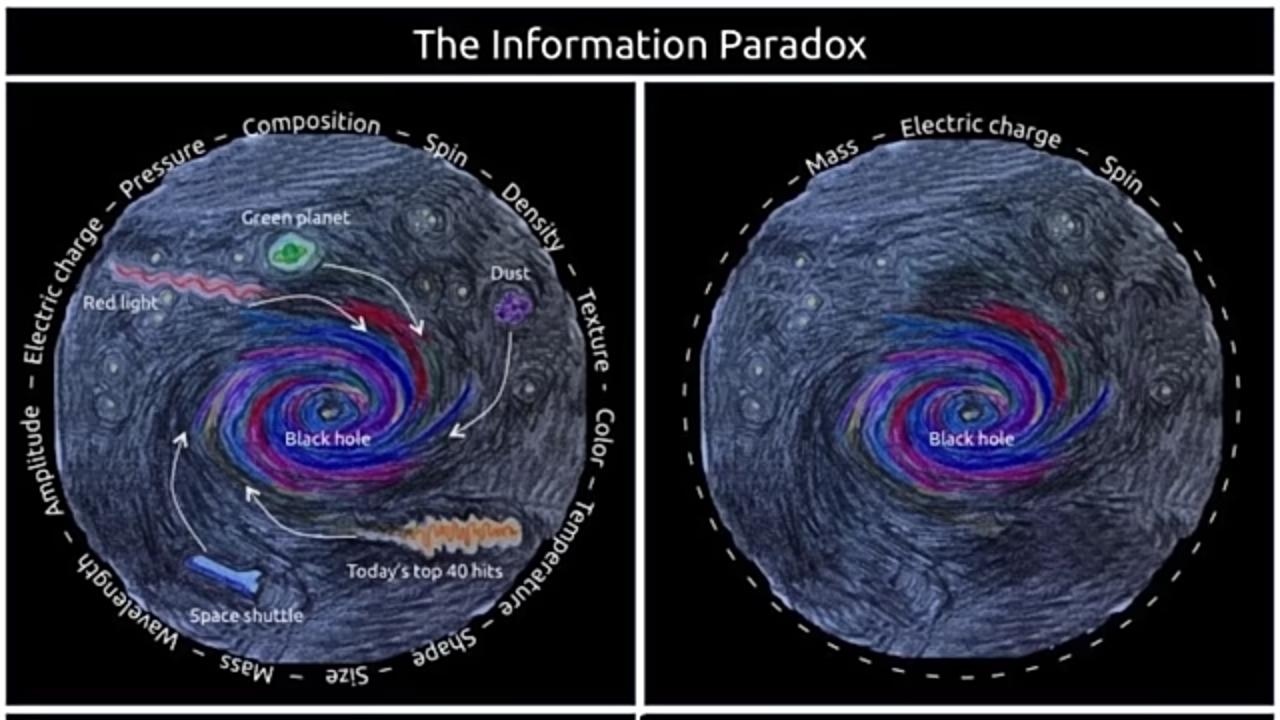 The Information Paradox
Electric charge – Pressure – Composition – Spin – Density – Texture - Color – Temperature – Shape – Size – Mass – Wavelength – Amplitude –
Green planet
Red light
Dust
Black hole
Today's top 40 hits
Space shuttle
– Mass – Electric charge – Spin –
Black hole